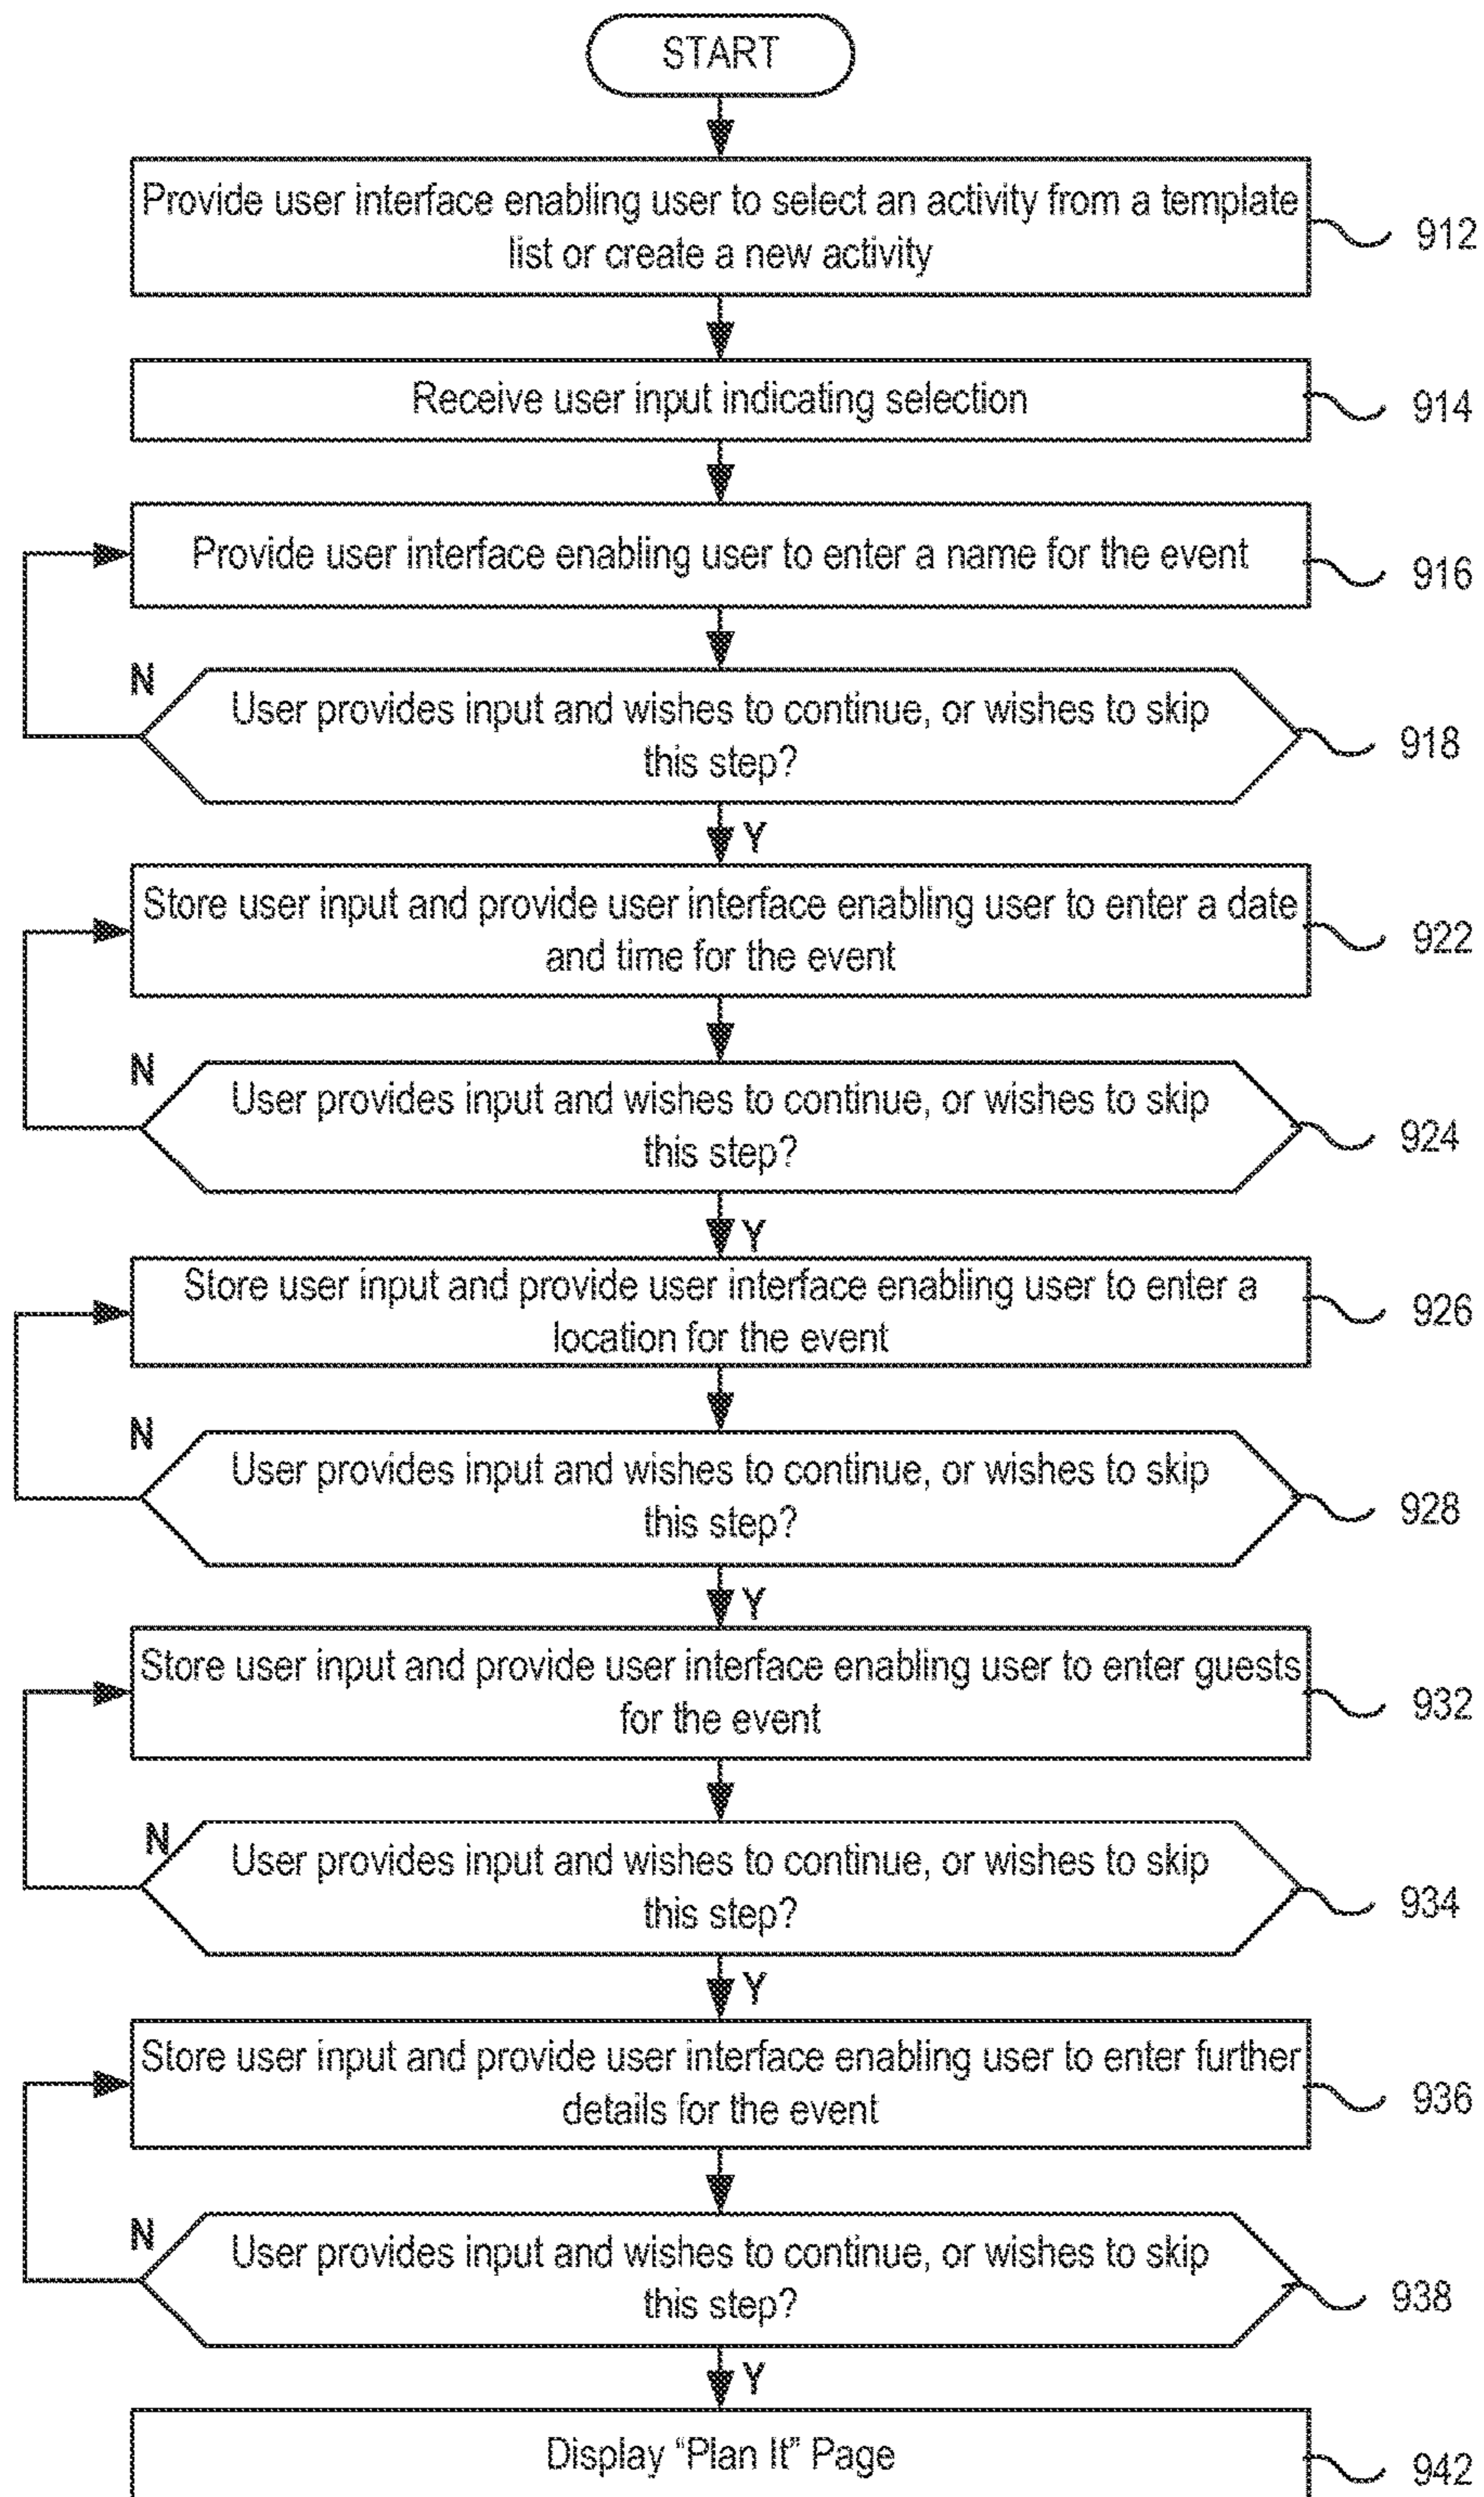 START
Provide user interface enabling user to select an activity from a template
list or create a new activity
912
Receive user input indicating selection
914
Provide user interface enabling user to enter a name for the event
916
N
User provides input and wishes to continue, or wishes to skip
this step?
918
Y
Store user input and provide user interface enabling user to enter a date
and time for the event
922
N
User provides input and wishes to continue, or wishes to skip
this step?
924
Y
Store user input and provide user interface enabling user to enter a
location for the event
926
N
User provides input and wishes to continue, or wishes to skip
this step?
928
Y
Store user input and provide user interface enabling user to enter guests
for the event
932
N
User provides input and wishes to continue, or wishes to skip
this step?
934
Y
Store user input and provide user interface enabling user to enter further
details for the event
936
N
User provides input and wishes to continue, or wishes to skip
this step?
938
Y
Display “Plan It” Page
942